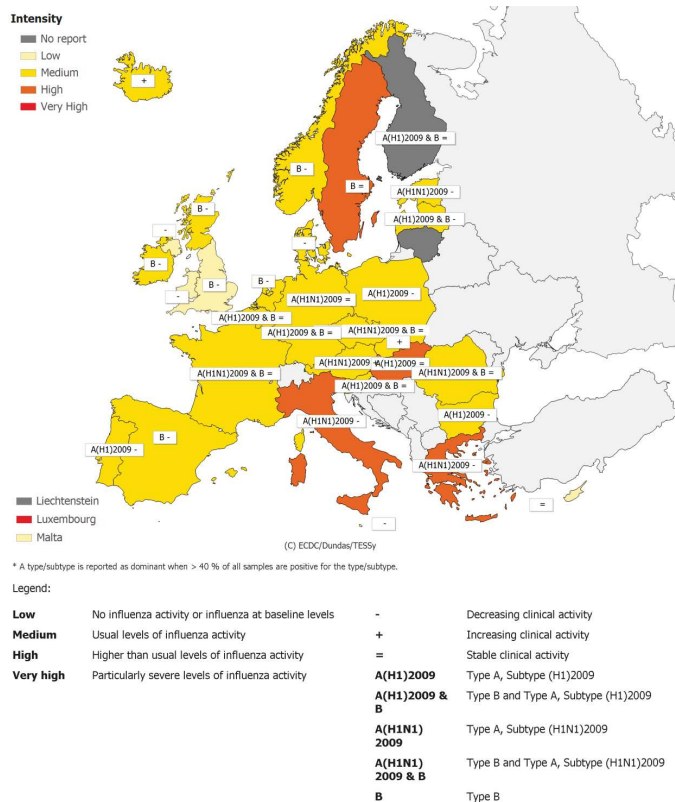 Intensity
No report
Low
Medium
High
Very High
+
A(H1)2009 & B =
B -
B =
A(H1N1)2009 -
B -
A(H1)2009 & B -
-
-
B -
B -
B -
-
A(H1N1)2009 =
A(H1)2009 -
A(H1)2009 & B =
A(H1)2009 & B =
A(H1N1)2009 & B =
+
A(H1N1)2009 +
A(H1)2009 =
A(H1N1)2009 & B =
A(H1N1)2009 & B =
A(H1)2009 & B =
A(H1)2009 -
A(H1N1)2009 -
B -
A(H1)2009 -
A(H1N1)2009 -
=
-
Liechtenstein
Luxembourg
Malta
(C) ECDC/Dundas/TESSy
* A type/subtype is reported as dominant when > 40 % of all samples are positive for the type/subtype.
Legend:
Low No influenza activity or influenza at baseline levels - Decreasing clinical activity
Medium Usual levels of influenza activity + Increasing clinical activity
High Higher than usual levels of influenza activity = Stable clinical activity
Very high Particularly severe levels of influenza activity A(H1)2009 Type A, Subtype (H1)2009
A(H1)2009 & Type B and Type A, Subtype (H1)2009
B
A(H1N1) Type A, Subtype (H1N1)2009
2009
A(H1N1) Type B and Type A, Subtype (H1N1)2009
2009 & B
B Type B